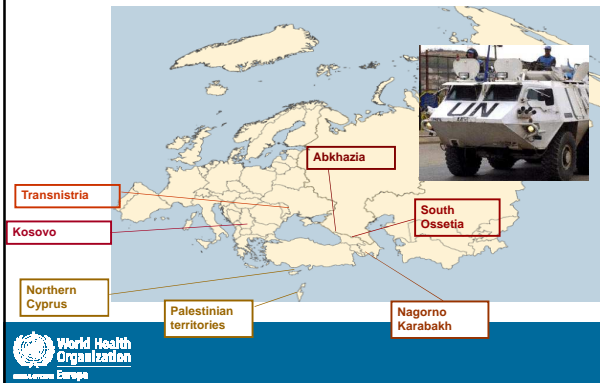 Abkhazia
UN
Transnistria
South
Ossetia
Kosovo
Northern
Cyprus
Palestinian
territories
Nagorno
Karabakh
World Health
Organization
Europe